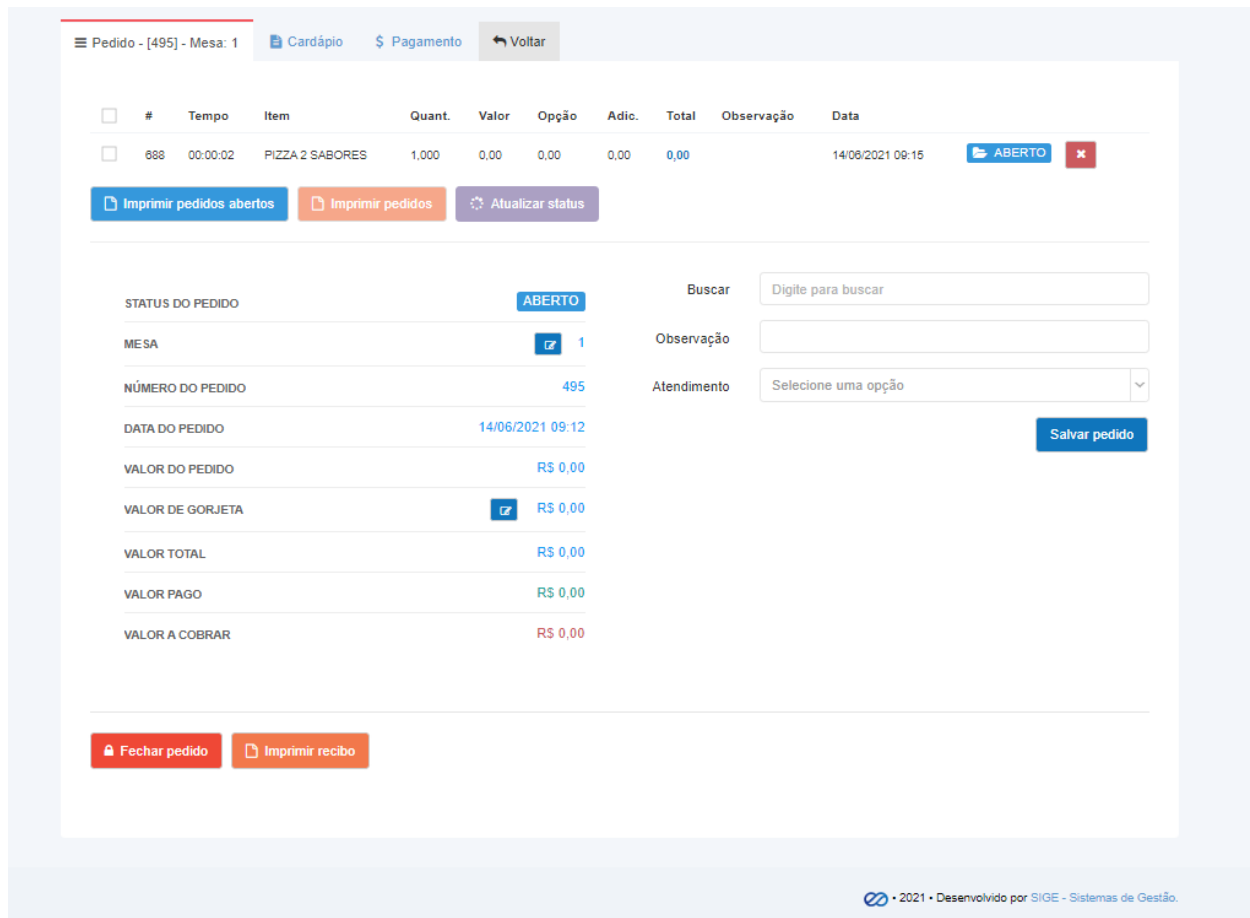 Pedido - [495] - Mesa: 1 Cardápio $ Pagamento Voltar
# Tempo Item Quant. Valor Opção Adic. Total Observação Data
688 00:00:02 PIZZA 2 SABORES 1,000 0,00 0,00 0,00 0,00 14/06/2021 09:15 ABERTO
Imprimir pedidos abertos Imprimir pedidos Atualizar status
STATUS DO PEDIDO ABERTO
MESA 1
NÚMERO DO PEDIDO 495
DATA DO PEDIDO 14/06/2021 09:12
VALOR DO PEDIDO R$ 0,00
VALOR DE GORJETA R$ 0,00
VALOR TOTAL R$ 0,00
VALOR PAGO R$ 0,00
VALOR A COBRAR R$ 0,00
Buscar Digite para buscar
Observação
Atendimento Selecione uma opção
Salvar pedido
Fechar pedido Imprimir recibo
• 2021 • Desenvolvido por SIGE - Sistemas de Gestão.